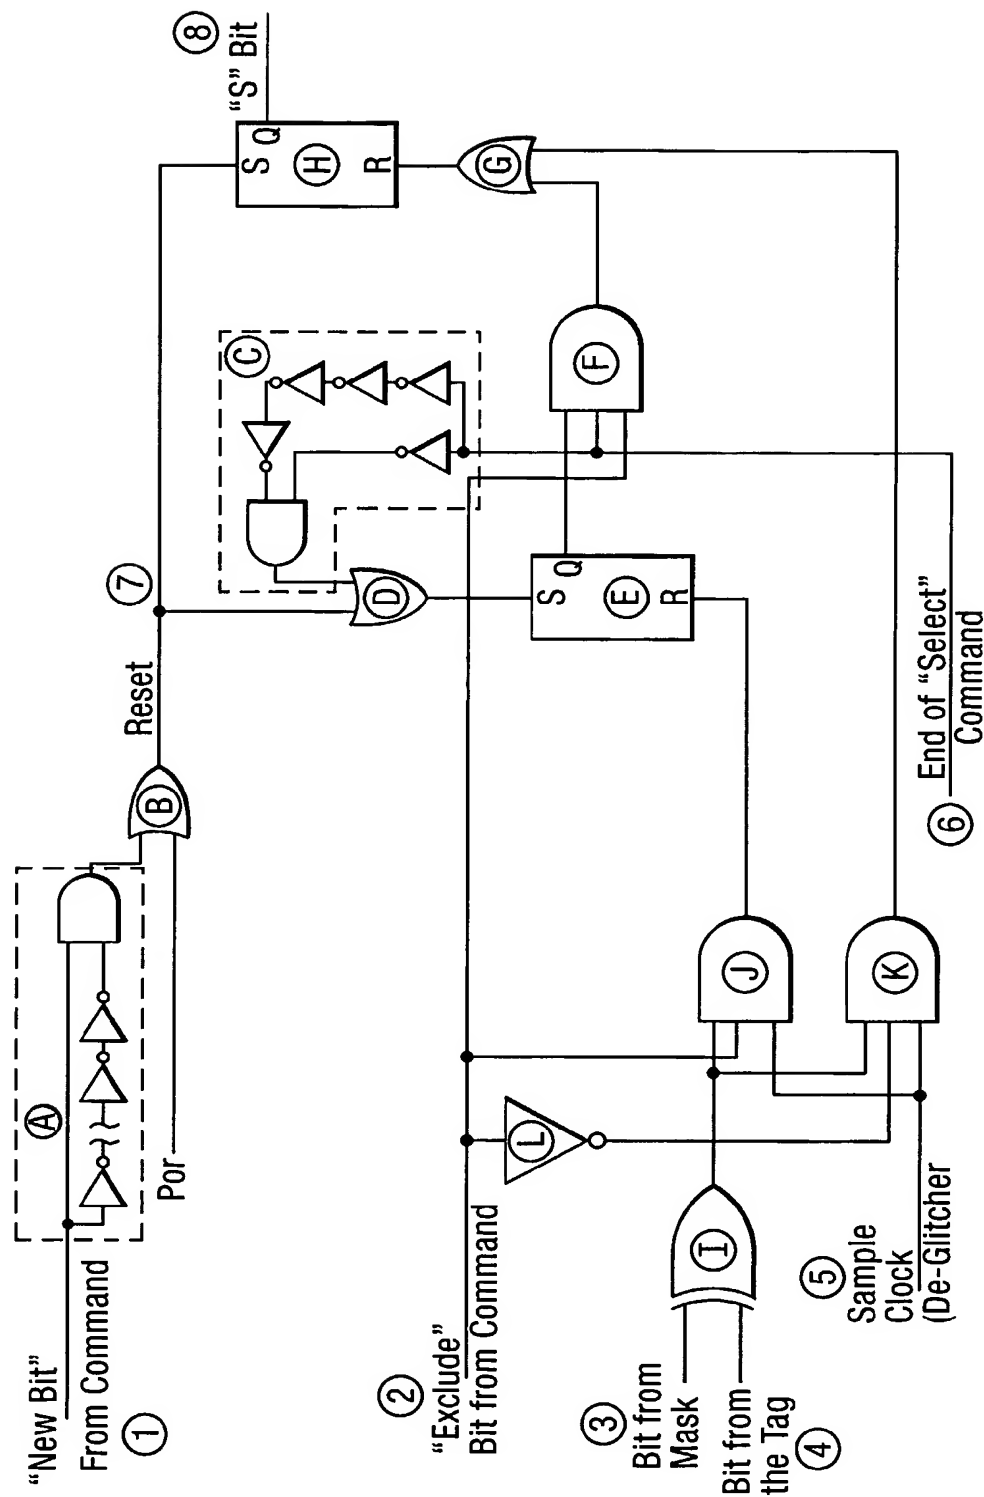 “New Bit”
From Command
①
Ⓐ
Por
Ⓑ
Reset
⑦
Ⓒ
Ⓓ
S
Q
Ⓔ
R
Ⓕ
Ⓖ
S
Q
Ⓗ
R
⑧
“S” Bit
②
“Exclude”
Bit from Command
Ⓛ
③
Bit from
Mask
Bit from
the Tag
④
Ⓘ
Ⓙ
Ⓚ
⑤
Sample
Clock
(De-Glitcher
⑥
End of “Select”
Command